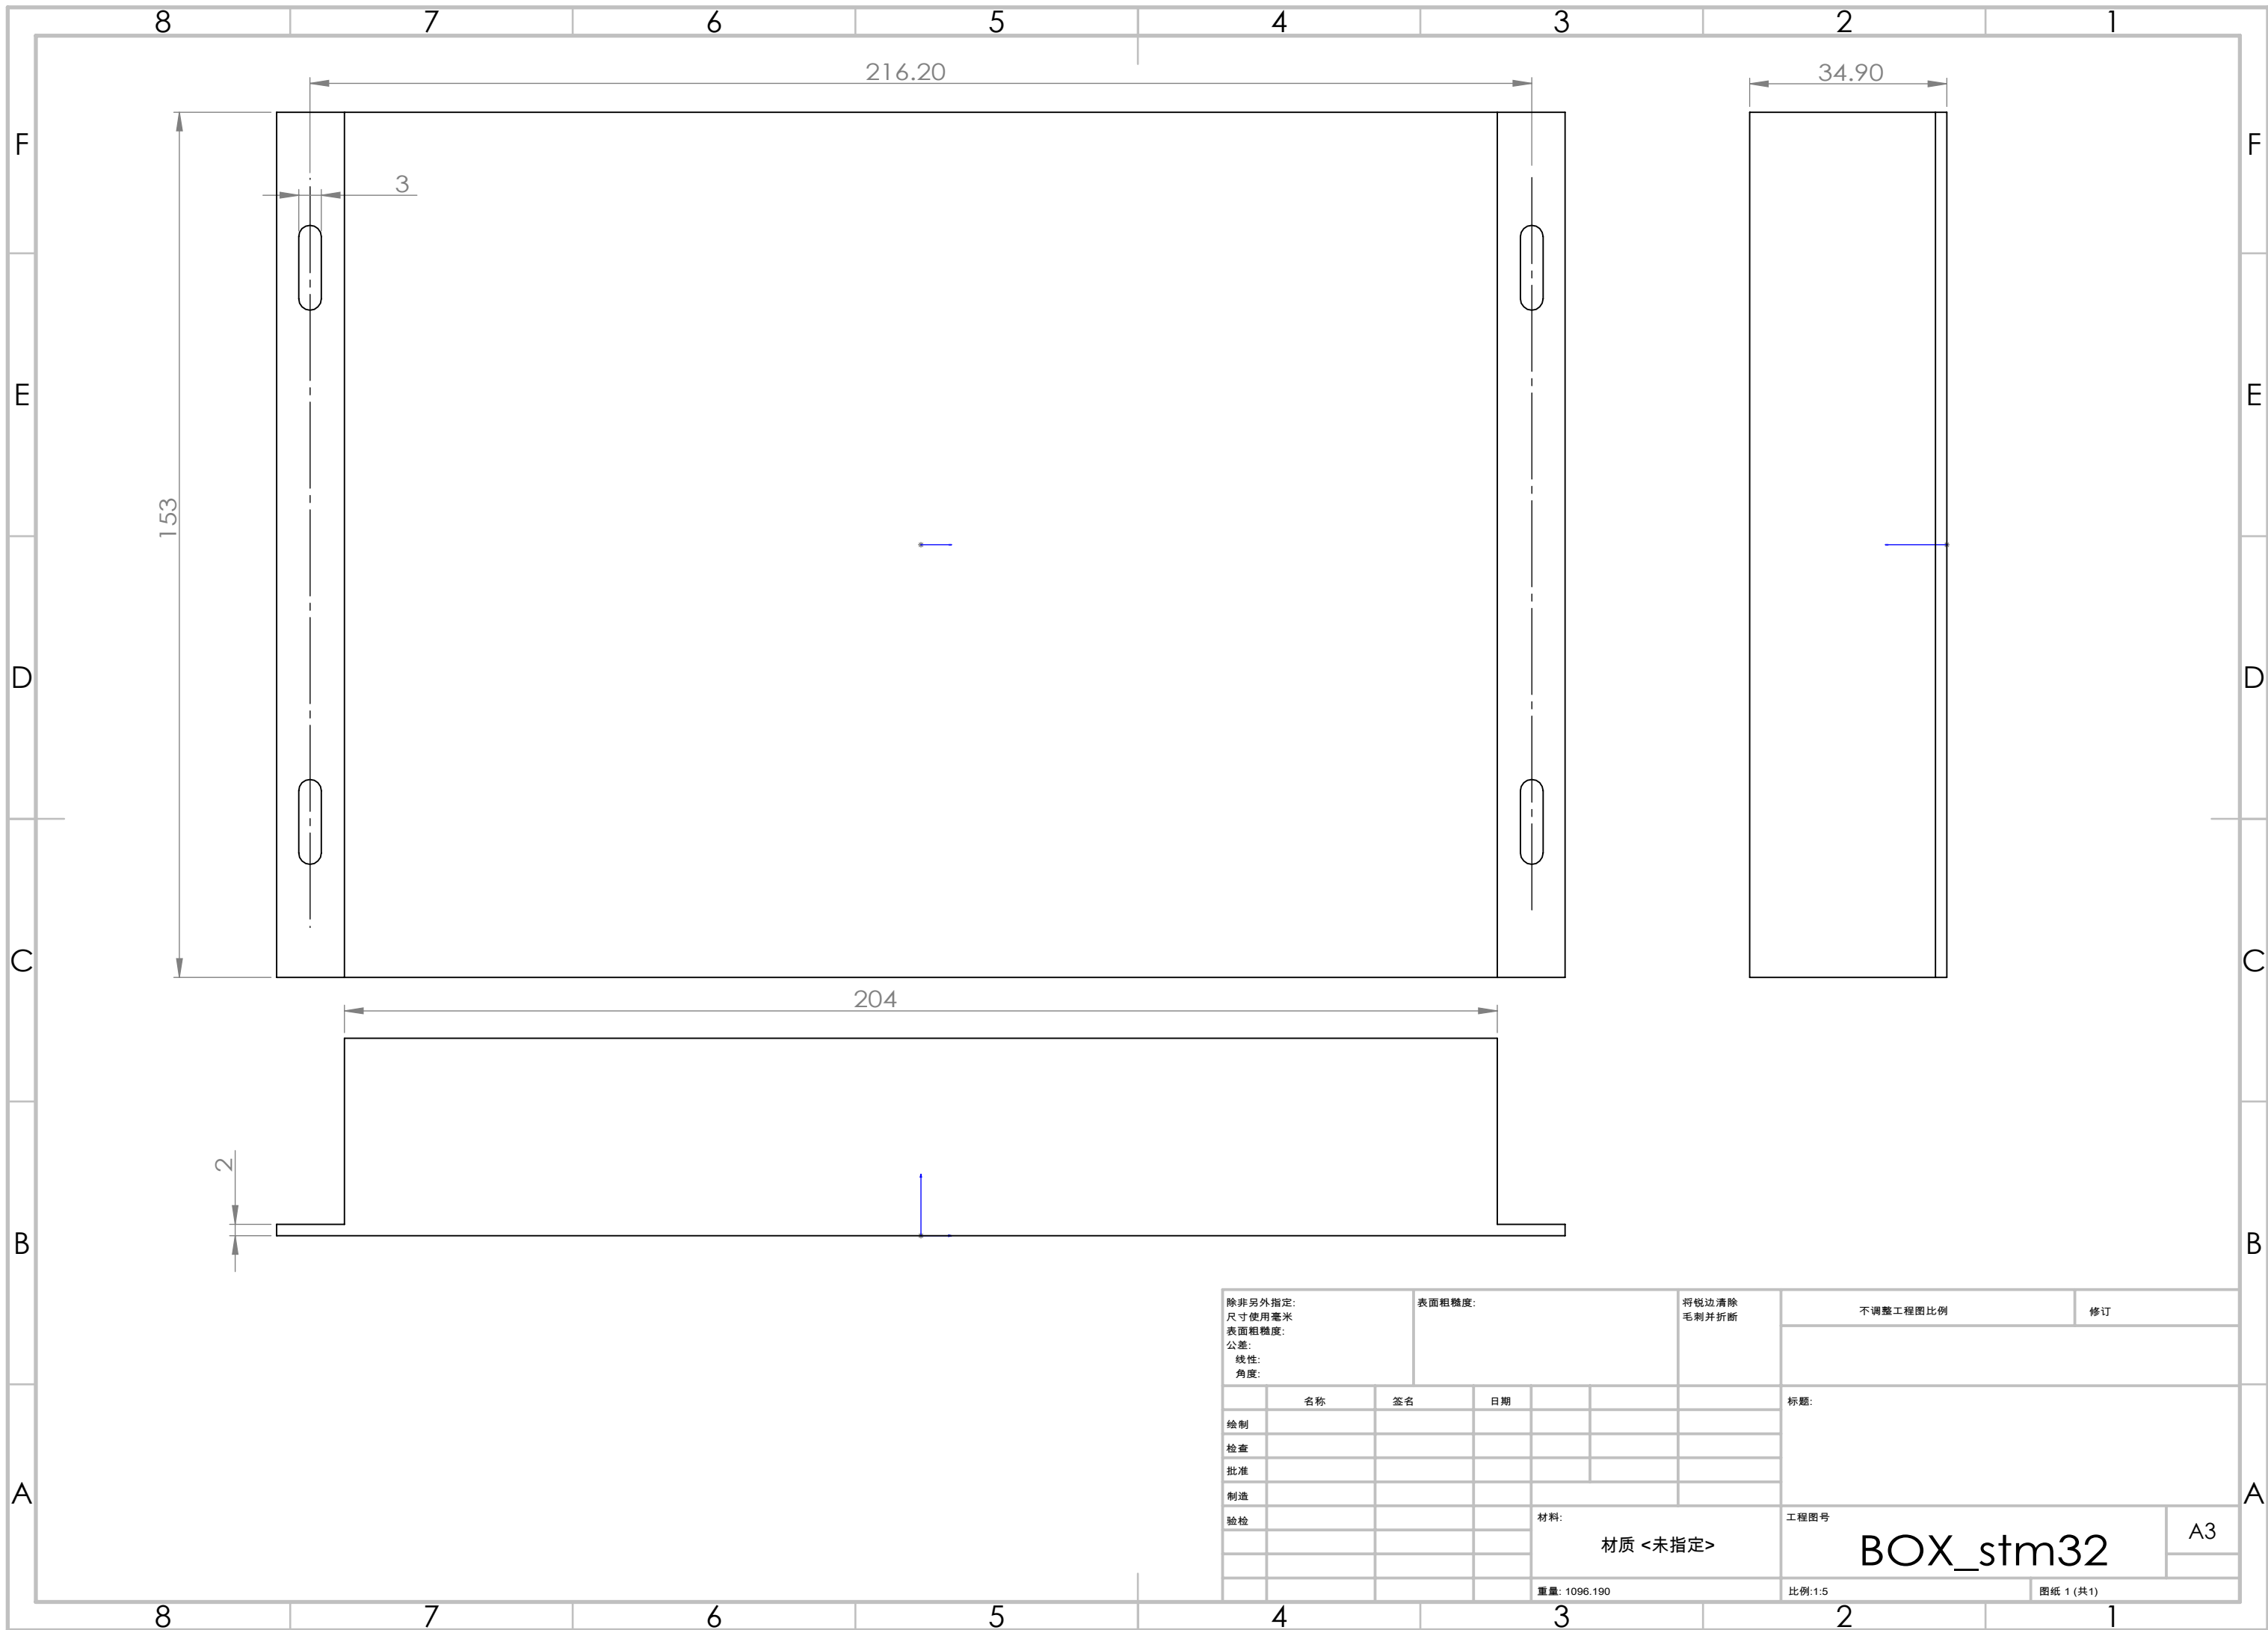 8 7 6 5 4 3 2 1
216.20
34.90
F
F
3
E
E
153
D
D
C
C
204
2
B
B
除非另外指定:
尺寸使用毫米
表面粗糙度:
公差:
线性:
角度:
表面粗糙度:
将锐边清除
毛刺并折断
不调整工程图比例
修订
名称 签名 日期
标题:
绘制
检查
批准
制造
验检
A
A
材料:
材质 <未指定>
工程图号
BOX_stm32
A3
重量: 1096.190
比例:1:5
图纸 1 (共1)
8 7 6 5 4 3 2 1